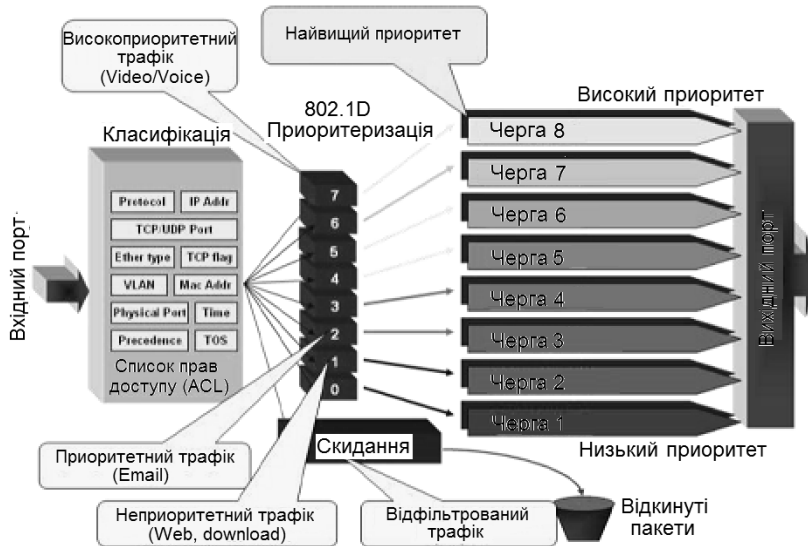 Високоприоритетний
трафік
(Video/Voice)
Найвищий приоритет
802.1D
Приоритеризація
Високий приоритет
Класифікація
Вхідний порт
Protocol IP Addr
TCP/UDP Port
Ether type TCP flag
VLAN Mac Addr
Physical Port Time
Precedence TOS
Список прав
доступу (ACL)
7
6
5
4
3
2
1
0
Черга 8
Черга 7
Черга 6
Черга 5
Черга 4
Черга 3
Черга 2
Черга 1
Вихідний порт
Низький приоритет
Скидання
Приоритетний трафік
(Email)
Неприоритетний трафік
(Web, download)
Відфільтрований
трафік
Відкинуті
пакети